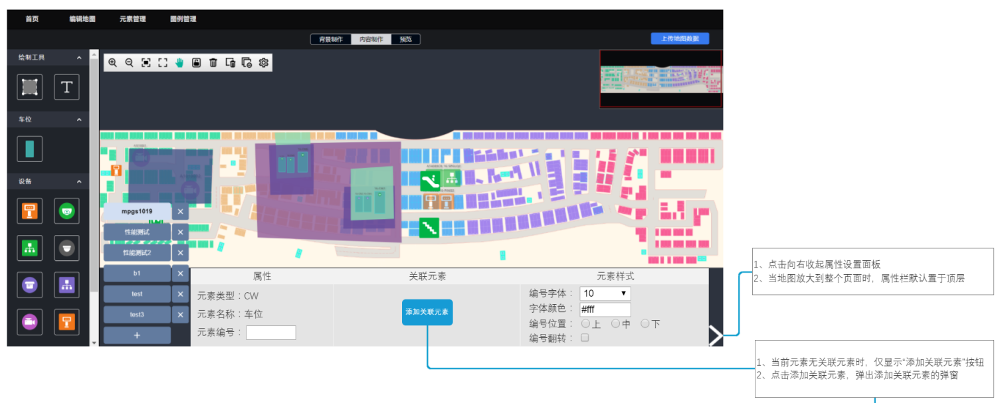 首页 编辑地图 元素管理 图例管理
背景制作 内容制作 预览 上传地图数据
绘制工具
T
车位
设备
mpgs1019
性能测试
性能测试2
b1
test
test3
+
属性 关联元素 元素样式
元素类型：CW
元素名称：车位
元素编号：
添加关联元素
编号字体： 10
字体颜色： #fff
编号位置： 上 中 下
编号翻转：
1、点击向右收起属性设置面板
2、当地图放大到整个页面时，属性栏默认置于顶层
1、当前元素无关联元素时，仅显示“添加关联元素”按钮
2、点击添加关联元素，弹出添加关联元素的弹窗